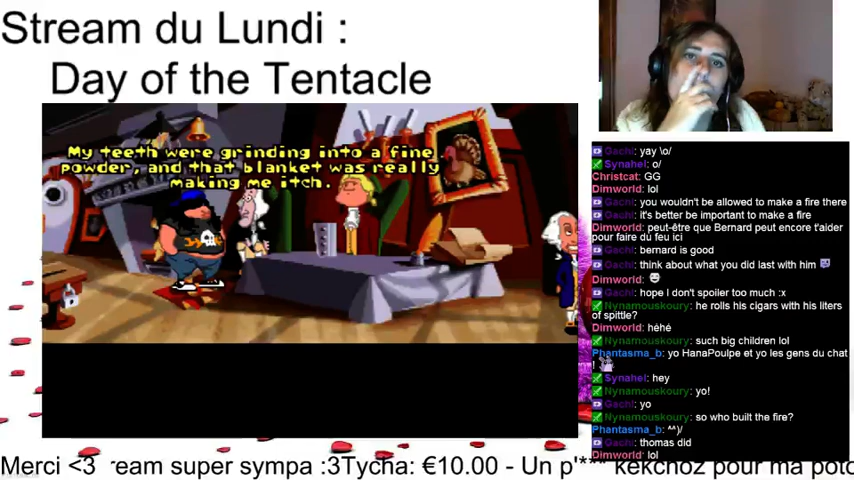 Stream du Lundi :
Day of the Tentacle
My teeth were grinding into a fine
powder, and that blanket was really
making me itch.
Gachi: yay \o/
Synahel: o/
Christcat: GG
Dimworld: lol
Gachi: you wouldn't be allowed to make a fire there
Gachi: it's better be important to make a fire
Dimworld: peut-être que Bernard peut encore t'aider
pour faire du feu ici
Gachi: bernard is good
Gachi: think about what you did last with him
Dimworld:
Gachi: hope I don't spoiler too much :x
Nynamouskoury: he rolls his cigars with his liters
of spittle?
Dimworld: héhé
Nynamouskoury: such big children lol
Phantasma_b: yo HanaPoulpe et yo les gens du chat
!
Synahel: hey
Nynamouskoury: yo!
Gachi: yo
Nynamouskoury: so who built the fire?
Phantasma_b: ^^)/
Gachi: thomas did
Dimworld: lol
Merci <3 ream super sympa :3Tycha: €10.00 - Un p'*** kekchoz pour ma poto